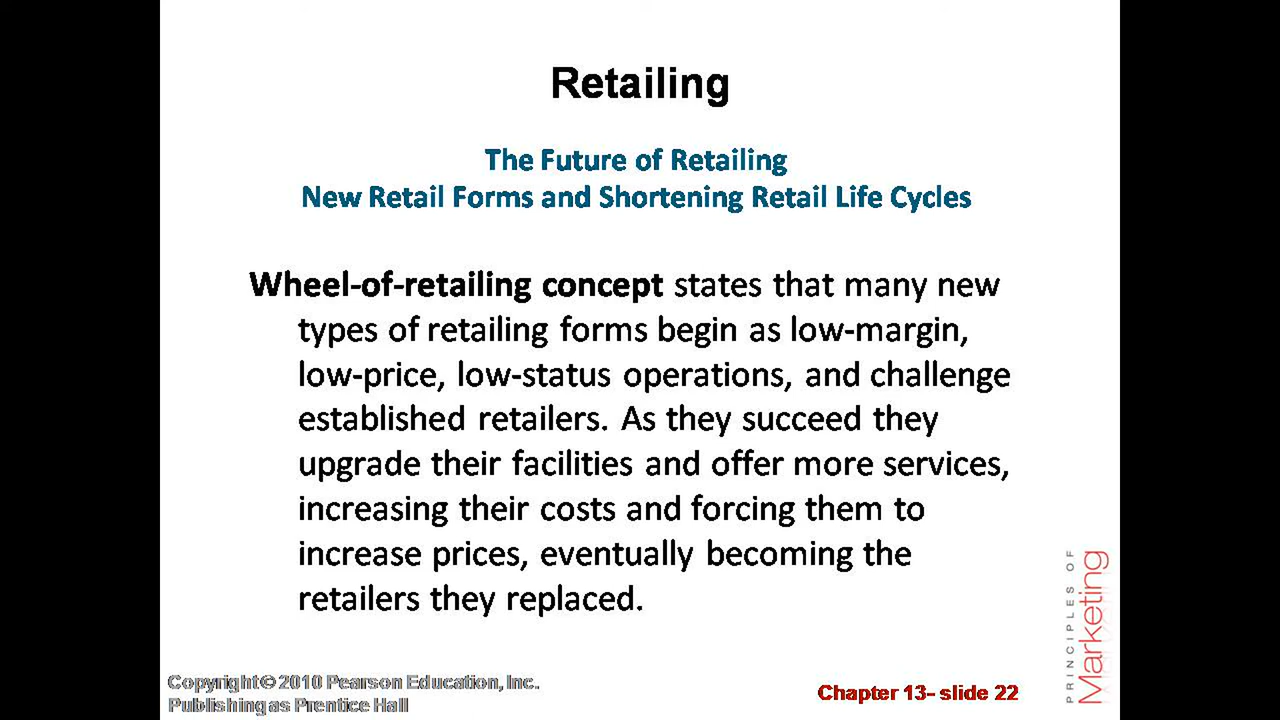 Retailing
The Future of Retailing
New Retail Forms and Shortening Retail Life Cycles
Wheel-of-retailing concept states that many new
types of retailing forms begin as low-margin,
low-price, low-status operations, and challenge
established retailers. As they succeed they
upgrade their facilities and offer more services,
increasing their costs and forcing them to
increase prices, eventually becoming the
retailers they replaced.
PRINCIPLES OF
Marketing
Copyright © 2010 Pearson Education, Inc.
Publishing as Prentice Hall
Chapter 13- slide 22